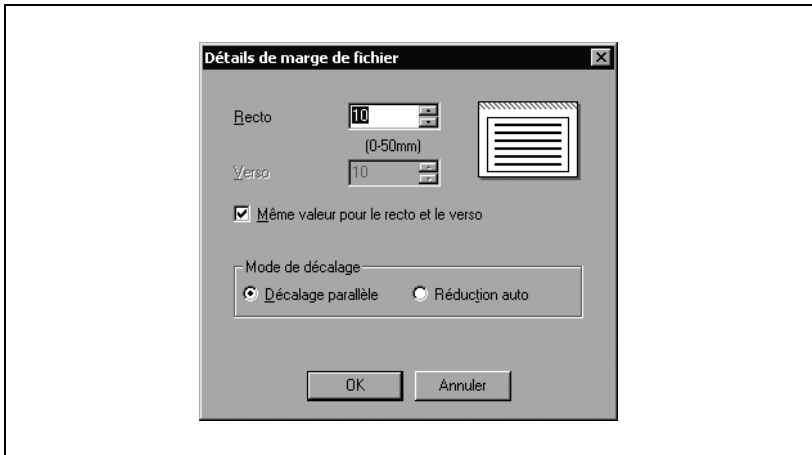 Détails de marge de fichier
Recto 10
(0-50mm)
Verso 10
Même valeur pour le recto et le verso
Mode de décalage
Décalage parallèle Réduction auto
OK Annuler